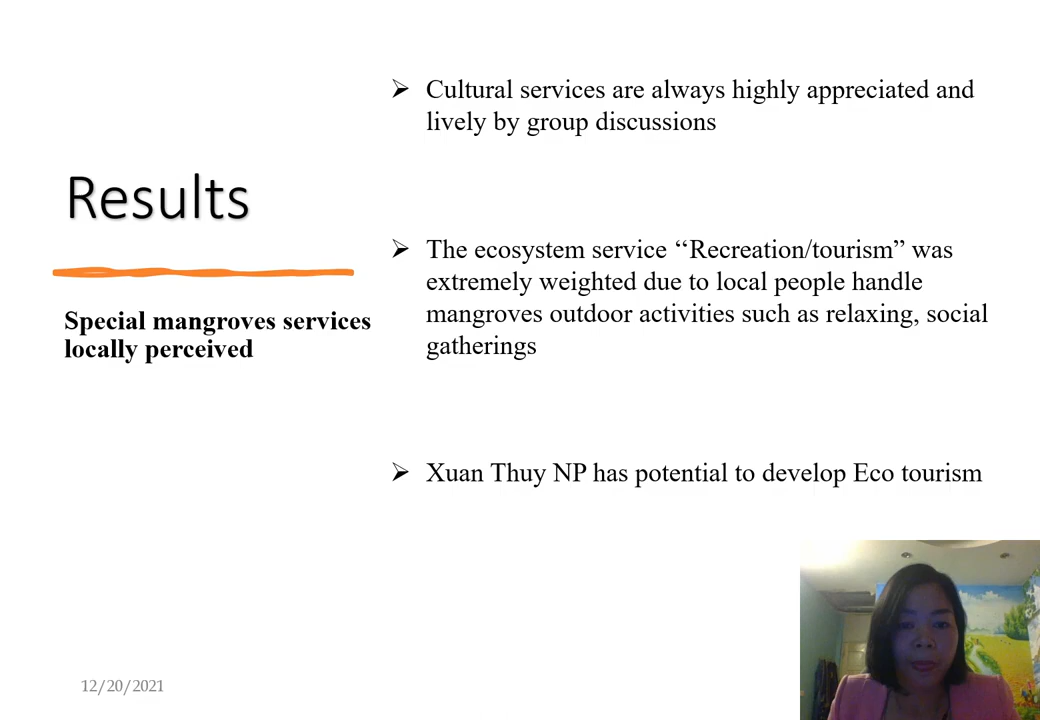 Results
Special mangroves services
locally perceived
➢ Cultural services are always highly appreciated and
lively by group discussions
➢ The ecosystem service “Recreation/tourism” was
extremely weighted due to local people handle
mangroves outdoor activities such as relaxing, social
gatherings
➢ Xuan Thuy NP has potential to develop Eco tourism
12/20/2021